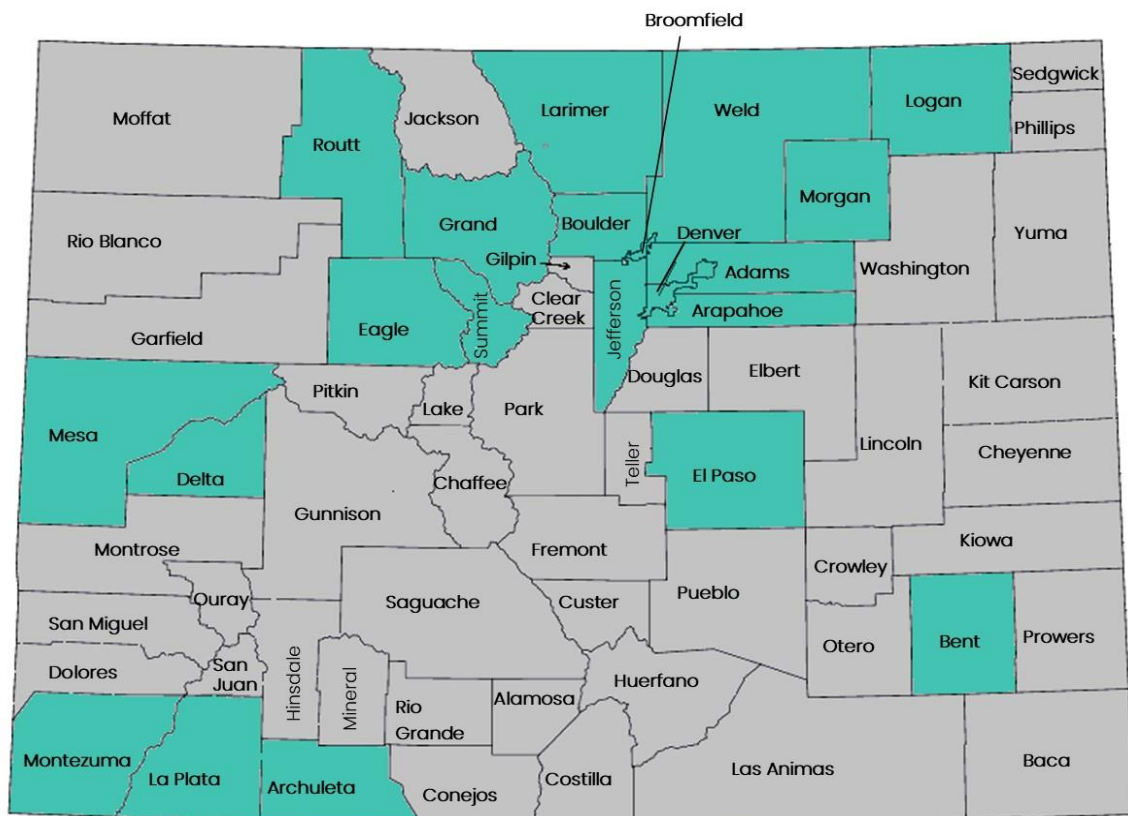 Broomfield
Moffat
Routt
Jackson
Larimer
Weld
Logan
Sedgwick
Phillips
Rio Blanco
Grand
Boulder
Morgan
Yuma
Gilpin
Denver
Adams
Washington
Garfield
Eagle
Summit
Clear
Creek
Jefferson
Arapahoe
Mesa
Delta
Pitkin
Lake
Park
Douglas
Elbert
Kit Carson
Lincoln
Cheyenne
Gunnison
Chaffee
Teller
El Paso
Montrose
Fremont
Crowley
Kiowa
Ouray
Saguache
Custer
Pueblo
San Miguel
Otero
Bent
Prowers
Dolores
San
Juan
Hinsdale
Mineral
Rio
Grande
Alamosa
Huerfano
Montezuma
La Plata
Archuleta
Conejos
Costilla
Las Animas
Baca